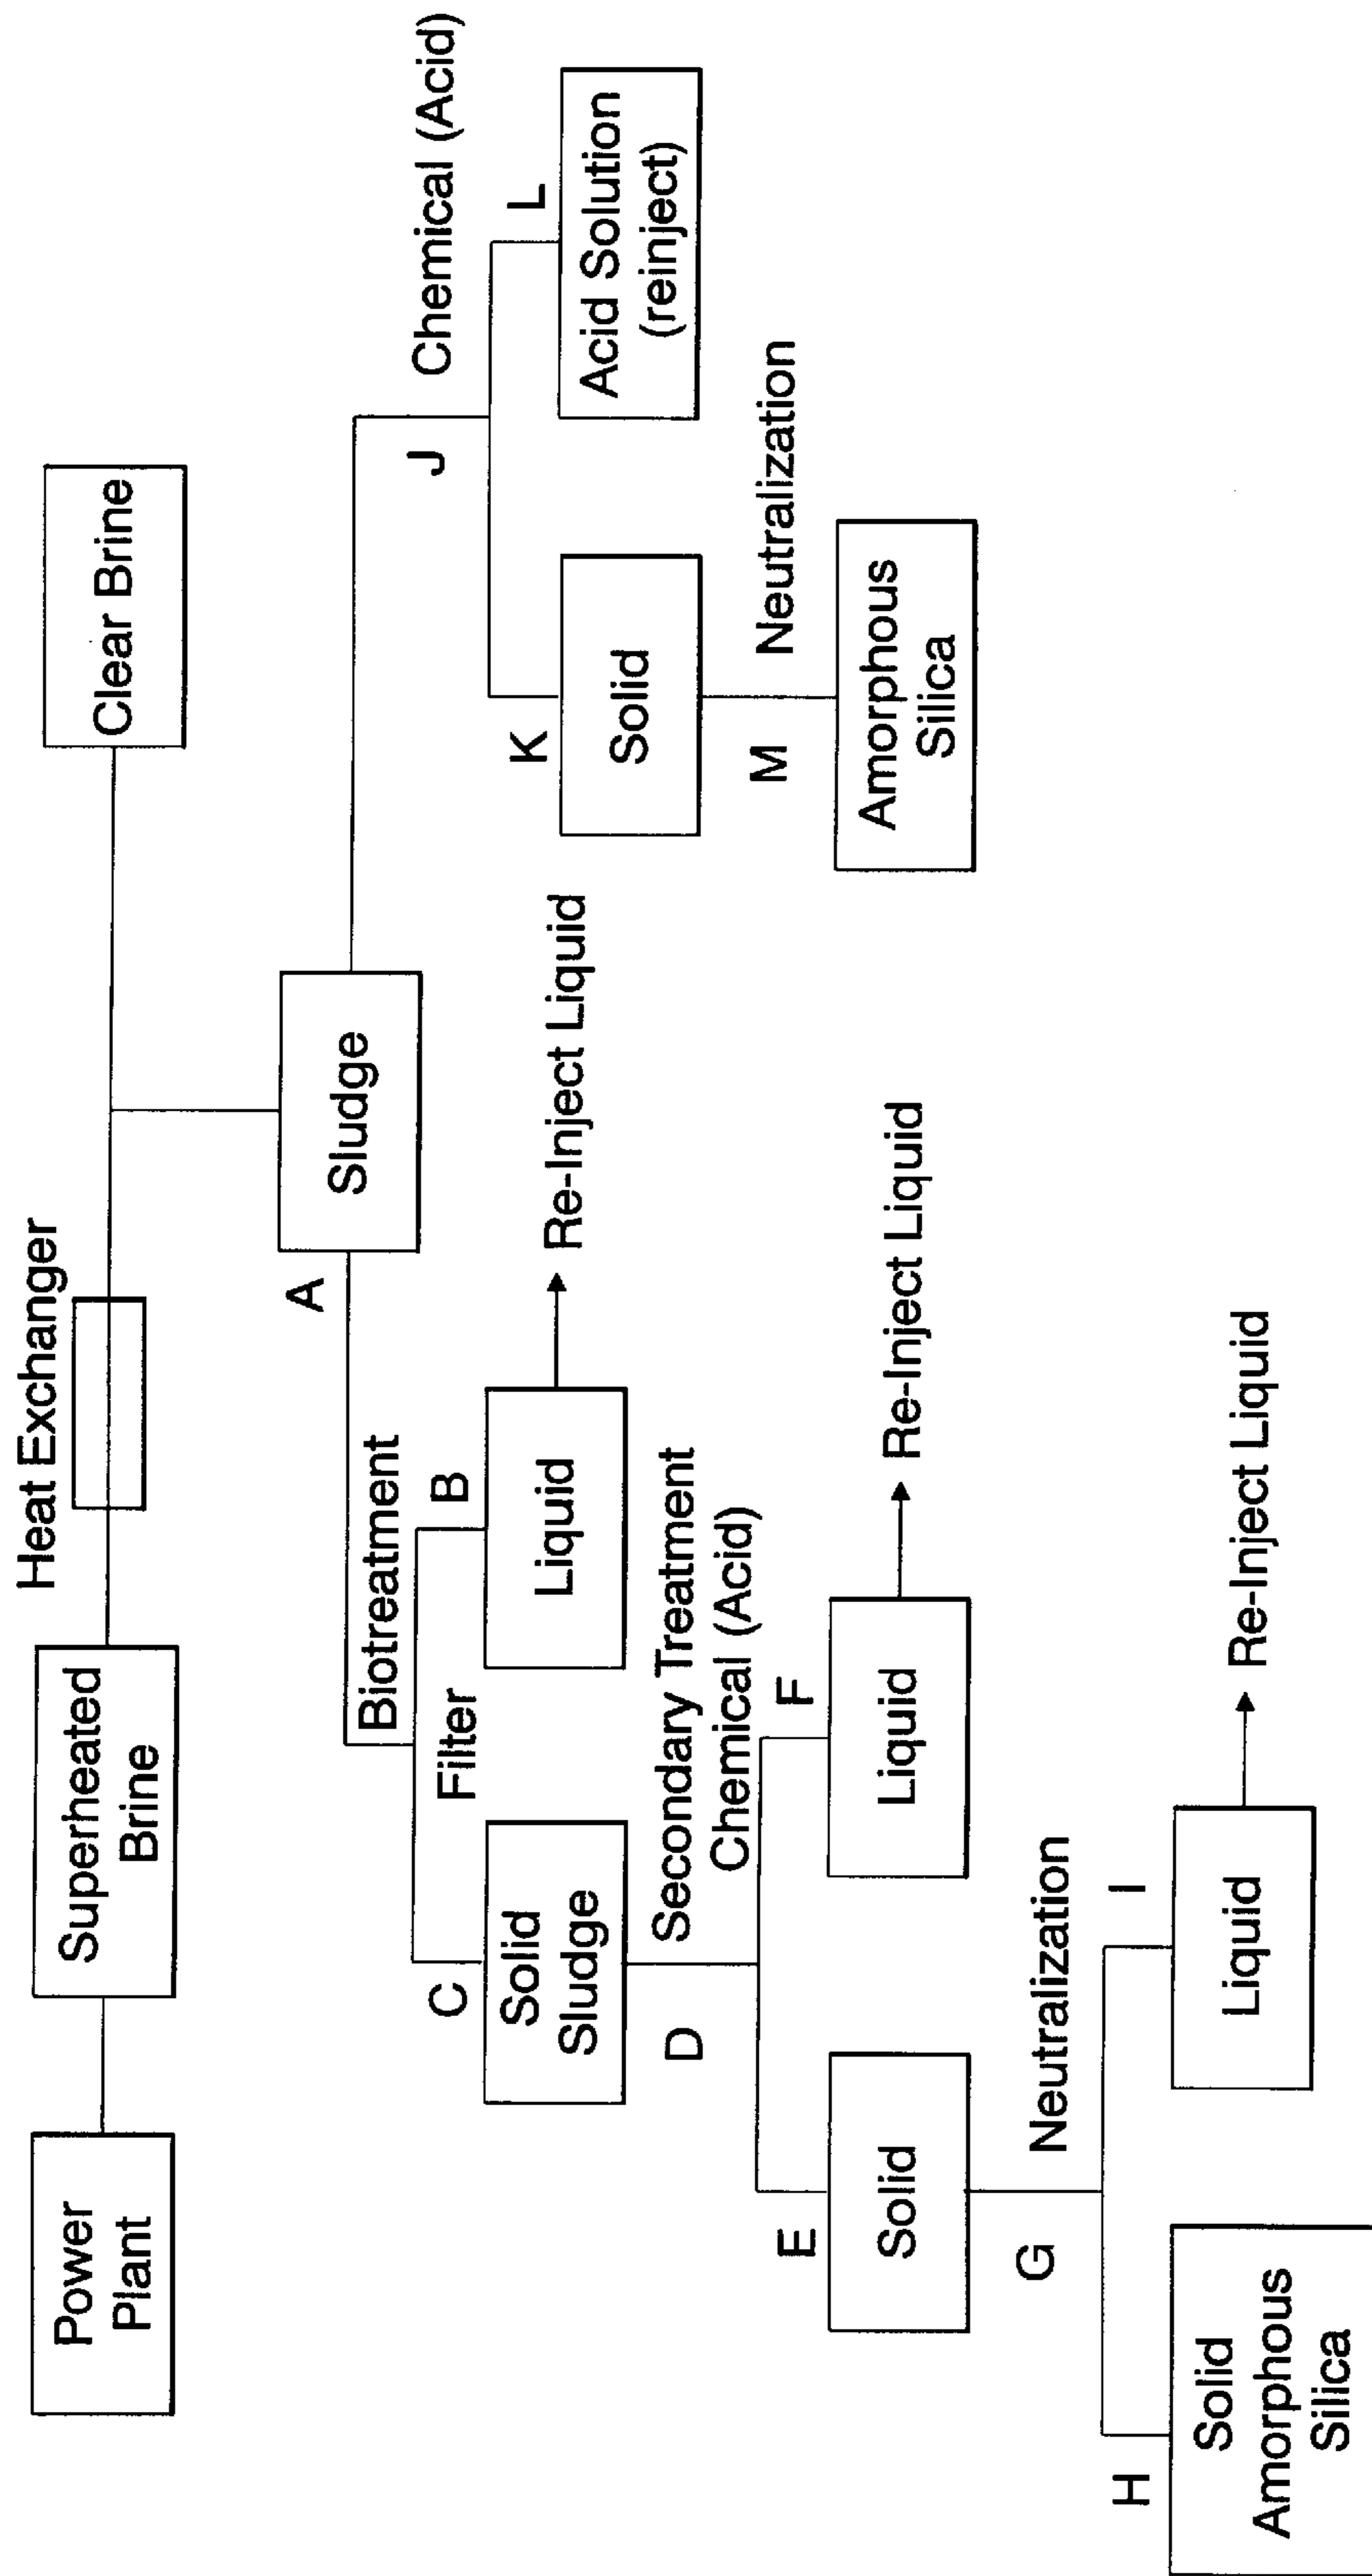 Heat Exchanger
Power
Plant
Superheated
Brine
Clear Brine
Sludge
A
Biotreatment
Filter
B
Liquid
Re-Inject Liquid
C
Solid
Sludge
D
Secondary Treatment
Chemical (Acid)
E
Solid
F
Liquid
Re-Inject Liquid
G
Neutralization
H
Solid
Amorphous
Silica
I
Liquid
Re-Inject Liquid
J
Chemical (Acid)
K
Solid
L
Acid Solution
(reinject)
M
Neutralization
Amorphous
Silica